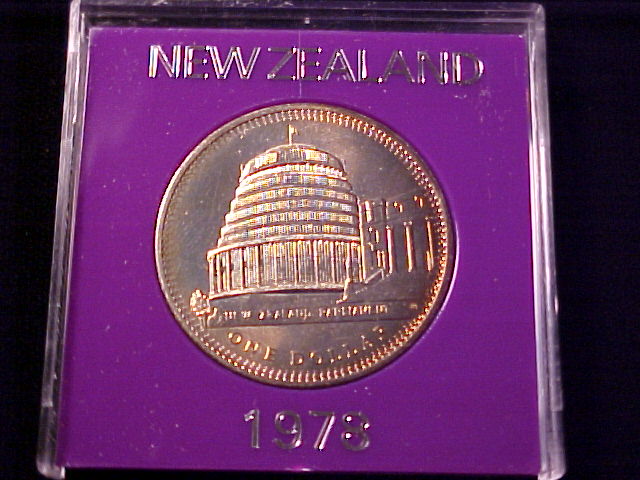 NEW ZEALAND
NEW ZEALAND PARLIAMENT
ONE DOLLAR
1978